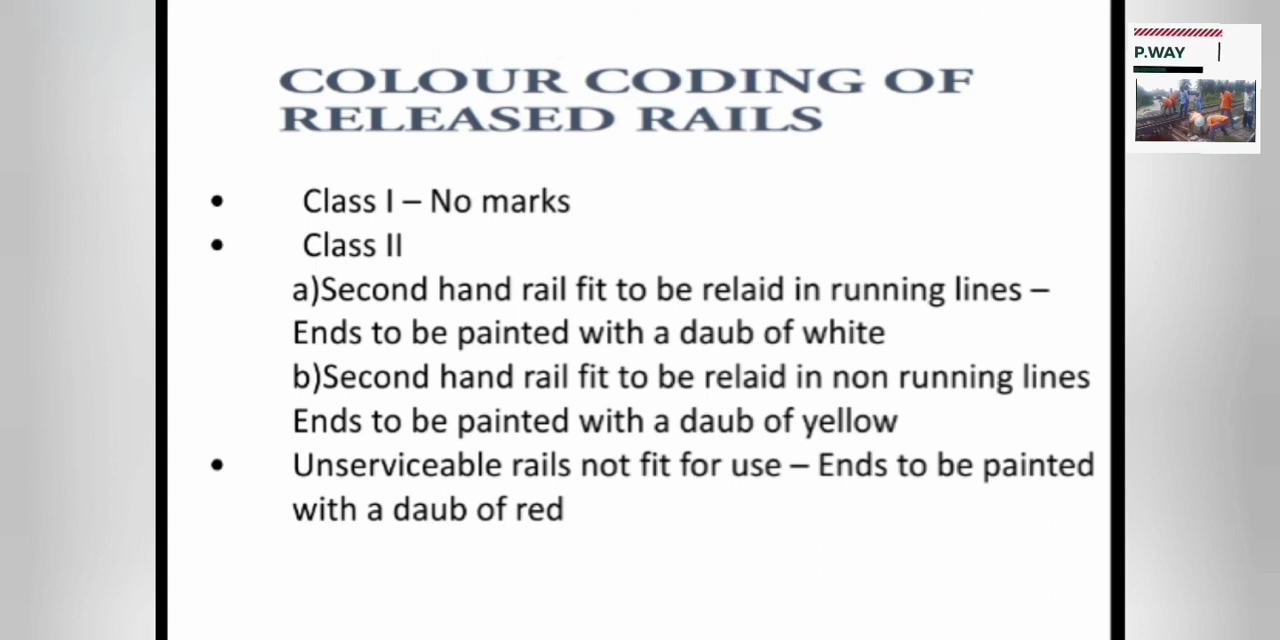 COLOUR CODING OF
RELEASED RAILS
P.WAY
• Class I – No marks
• Class II
a)Second hand rail fit to be relaid in running lines –
Ends to be painted with a daub of white
b)Second hand rail fit to be relaid in non running lines
Ends to be painted with a daub of yellow
• Unserviceable rails not fit for use – Ends to be painted
with a daub of red